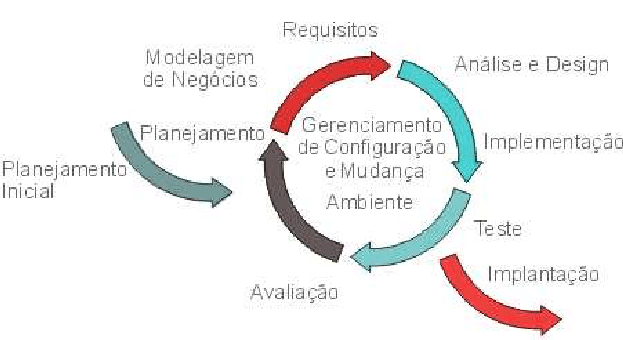 Requisitos
Modelagem
de Negócios
Análise e Design
Planejamento
Gerenciamento
de Configuração
e Mudança
Implementação
Planejamento
Inicial
Ambiente
Teste
Implantação
Avaliação